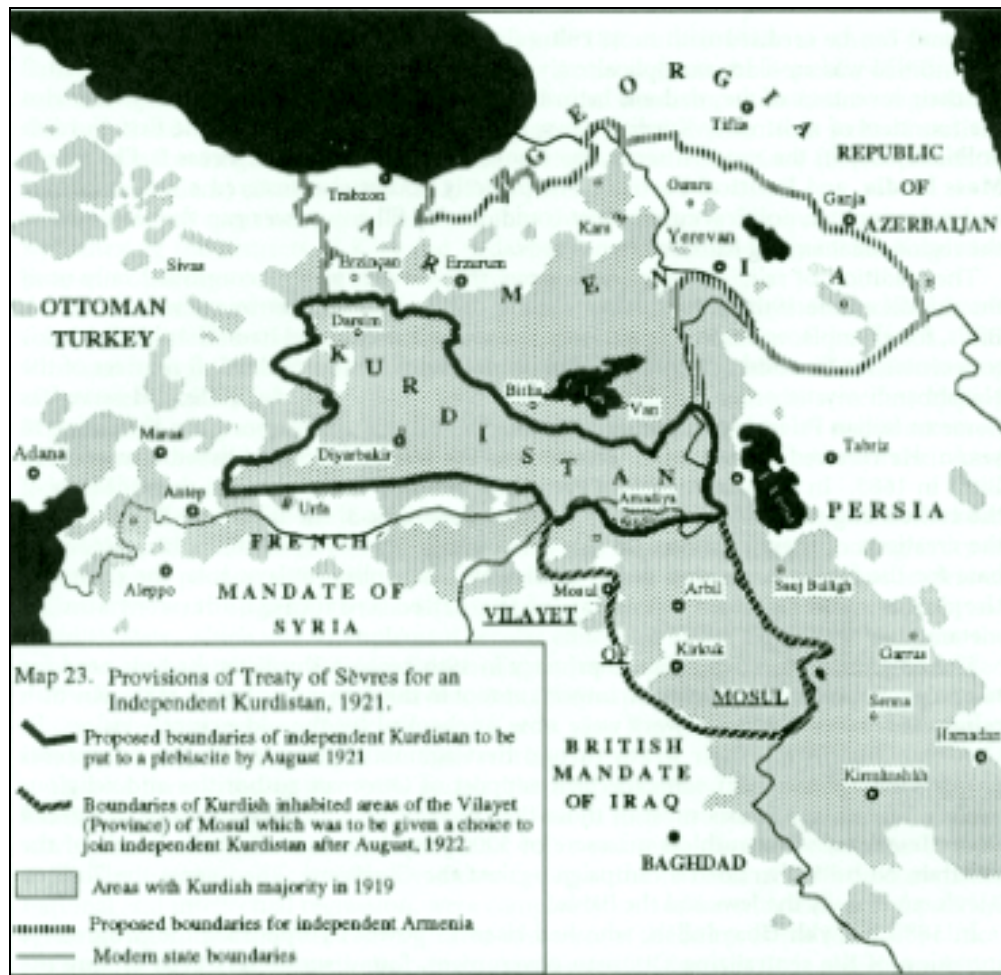 GEORGIA
Tiflis
REPUBLIC
OF
AZERBAIJAN
Ganja
Trabzon
Kars
Yerevan
ARMENIA
Sivas
Erzinçan
Erzurum
OTTOMAN
TURKEY
Darsim
KURDISTAN
Bitlis
Van
Maras
Adana
Diyarbakir
Tabriz
Antep
Urfa
Amadiya
PERSIA
FRENCH
MANDATE OF
SYRIA
Aleppo
Mosul
Arbil
Sauj Bulagh
VILAYET
OF
MOSUL
Kirkuk
Garrus
Senna
Hamadan
BRITISH
MANDATE
OF IRAQ
Kirmâshâh
BAGHDAD
Map 23. Provisions of Treaty of Sèvres for an
Independent Kurdistan, 1921.
Proposed boundaries of independent Kurdistan to be
put to a plebiscite by August 1921
Boundaries of Kurdish inhabited areas of the Vilayet
(Province) of Mosul which was to be given a choice to
join independent Kurdistan after August, 1922.
Areas with Kurdish majority in 1919
Proposed boundaries for independent Armenia
Modern state boundaries